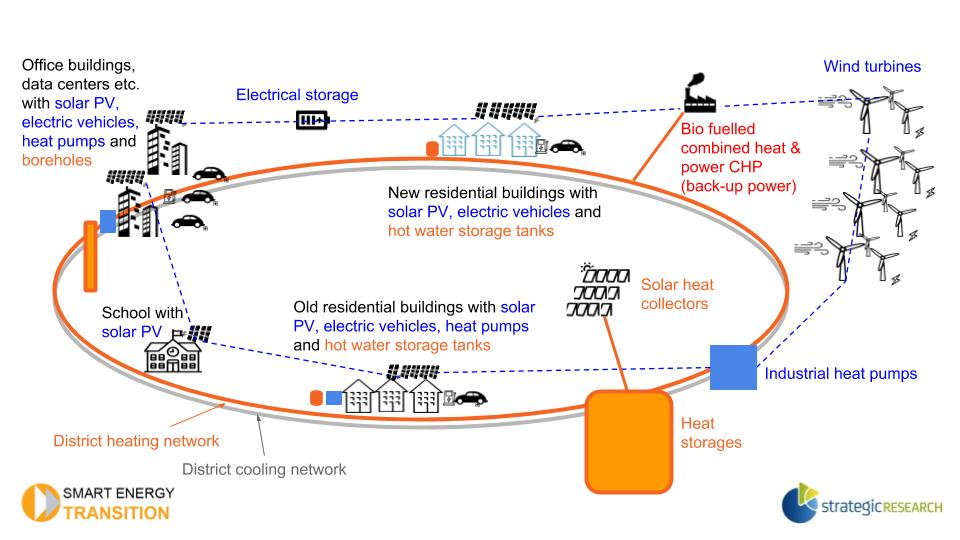 Office buildings,
data centers etc.
with solar PV,
electric vehicles,
heat pumps and
boreholes
Electrical storage
Wind turbines
Bio fuelled
combined heat &
power CHP
(back-up power)
New residential buildings with
solar PV, electric vehicles and
hot water storage tanks
Solar heat
collectors
School with
solar PV
Old residential buildings with solar
PV, electric vehicles, heat pumps
and hot water storage tanks
Industrial heat pumps
District heating network
District cooling network
Heat
storages
SMART ENERGY
TRANSITION
strategicRESEARCH